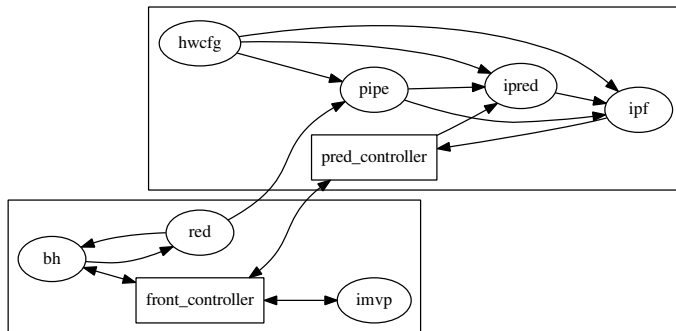 hwcfg
pipe
ipred
ipf
pred_controller
red
bh
front_controller
imvp